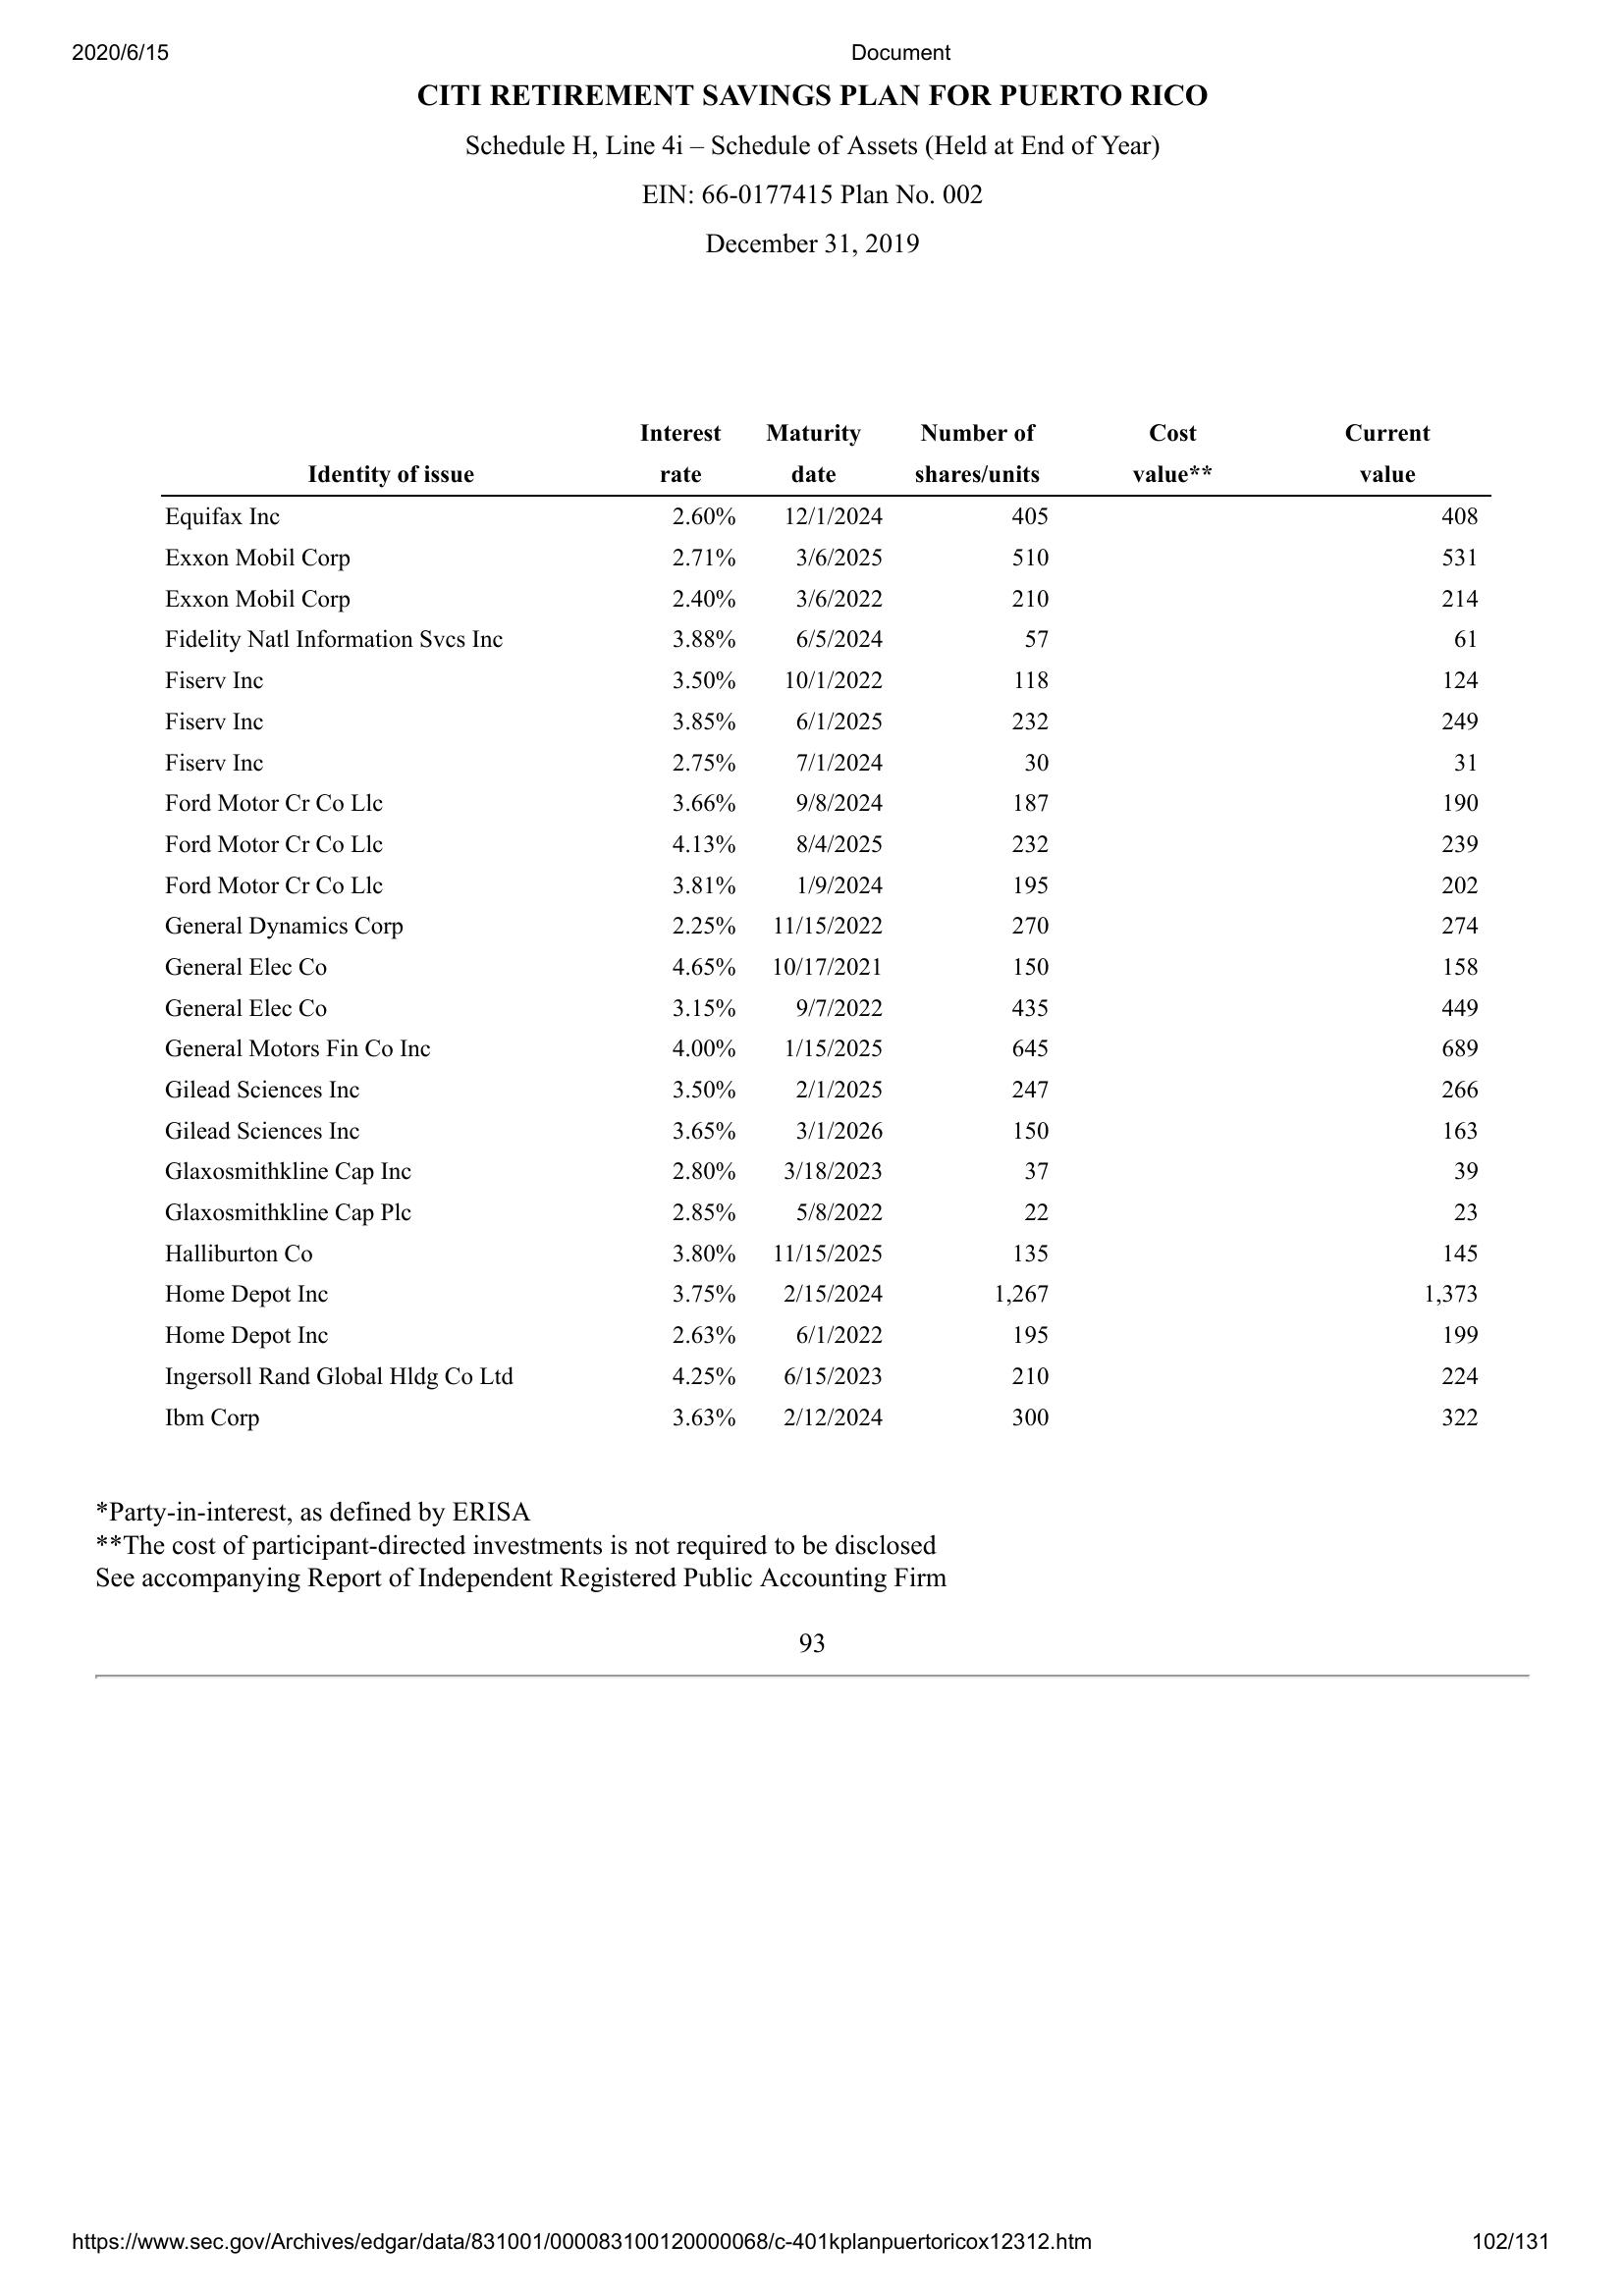 2020/6/15 Document
CITI RETIREMENT SAVINGS PLAN FOR PUERTO RICO
Schedule H, Line 4i – Schedule of Assets (Held at End of Year)
EIN: 66-0177415 Plan No. 002
December 31, 2019
Interest Maturity Number of Cost Current
Identity of issue rate date shares/units value** value
Equifax Inc 2.60% 12/1/2024 405 408
Exxon Mobil Corp 2.71% 3/6/2025 510 531
Exxon Mobil Corp 2.40% 3/6/2022 210 214
Fidelity Natl Information Svcs Inc 3.88% 6/5/2024 57 61
Fiserv Inc 3.50% 10/1/2022 118 124
Fiserv Inc 3.85% 6/1/2025 232 249
Fiserv Inc 2.75% 7/1/2024 30 31
Ford Motor Cr Co Llc 3.66% 9/8/2024 187 190
Ford Motor Cr Co Llc 4.13% 8/4/2025 232 239
Ford Motor Cr Co Llc 3.81% 1/9/2024 195 202
General Dynamics Corp 2.25% 11/15/2022 270 274
General Elec Co 4.65% 10/17/2021 150 158
General Elec Co 3.15% 9/7/2022 435 449
General Motors Fin Co Inc 4.00% 1/15/2025 645 689
Gilead Sciences Inc 3.50% 2/1/2025 247 266
Gilead Sciences Inc 3.65% 3/1/2026 150 163
Glaxosmithkline Cap Inc 2.80% 3/18/2023 37 39
Glaxosmithkline Cap Plc 2.85% 5/8/2022 22 23
Halliburton Co 3.80% 11/15/2025 135 145
Home Depot Inc 3.75% 2/15/2024 1,267 1,373
Home Depot Inc 2.63% 6/1/2022 195 199
Ingersoll Rand Global Hldg Co Ltd 4.25% 6/15/2023 210 224
Ibm Corp 3.63% 2/12/2024 300 322
*Party-in-interest, as defined by ERISA
**The cost of participant-directed investments is not required to be disclosed
See accompanying Report of Independent Registered Public Accounting Firm
93
https://www.sec.gov/Archives/edgar/data/831001/000083100120000068/c-401kplanpuertoricox12312.htm 102/131